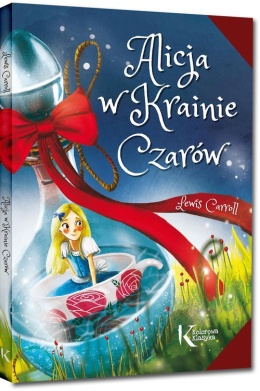 Alicja
w Krainie
Czarów
Lewis Carroll
Kolorowa
Klasyka
Lewis Carroll
Alicja w Krainie
Czarów
K